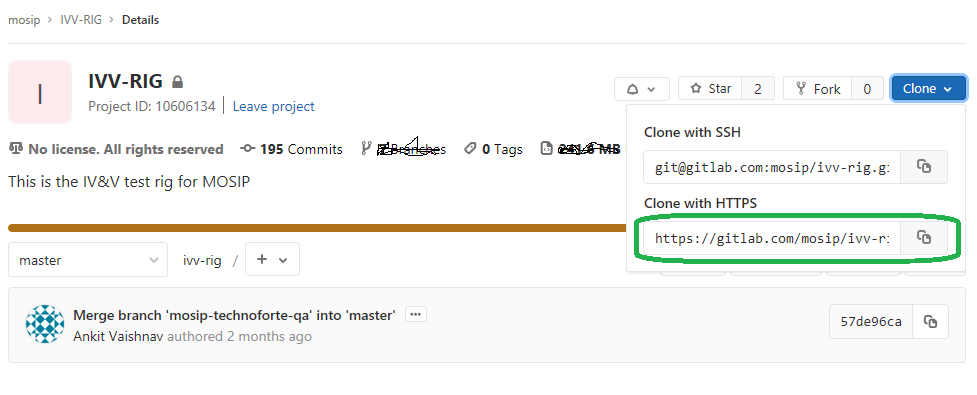 mosip > IVV-RIG > Details
I
IVV-RIG
Project ID: 10606134 Leave project
Star 2
Fork 0
Clone
No license. All rights reserved
195 Commits
Branches
0 Tags
MB
This is the IV&V test rig for MOSIP
Clone with SSH
git@gitlab.com:mosip/ivv-rig.g
Clone with HTTPS
https://gitlab.com/mosip/ivv-r
master
ivv-rig / +
Merge branch 'mosip-technoforte-qa' into 'master'
Ankit Vaishnav authored 2 months ago
57de96ca